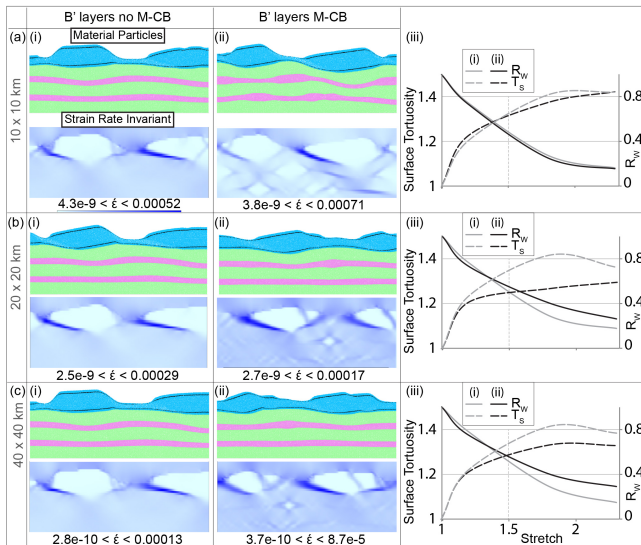 B' layers no M-CB
B' layers M-CB
(a) (i)
Material Particles
(ii)
(iii)
10 x 10 km
Strain Rate Invariant
4.3e-9 < ε̇ < 0.00052
3.8e-9 < ε̇ < 0.00071
(i) (ii)
R_W
T_S
Surface Tortuosity
1.4
1.2
1
0.8
0.4
0
R_W
(b) (i)
(ii)
(iii)
20 x 20 km
2.5e-9 < ε̇ < 0.00029
2.7e-9 < ε̇ < 0.00017
(i) (ii)
R_W
T_S
Surface Tortuosity
1.4
1.2
1
0.8
0.4
0
R_W
(c) (i)
(ii)
(iii)
40 x 40 km
2.8e-10 < ε̇ < 0.00013
3.7e-10 < ε̇ < 8.7e-5
(i) (ii)
R_W
T_S
Surface Tortuosity
1.4
1.2
1
0.8
0.4
0
R_W
1 1.5 2
Stretch